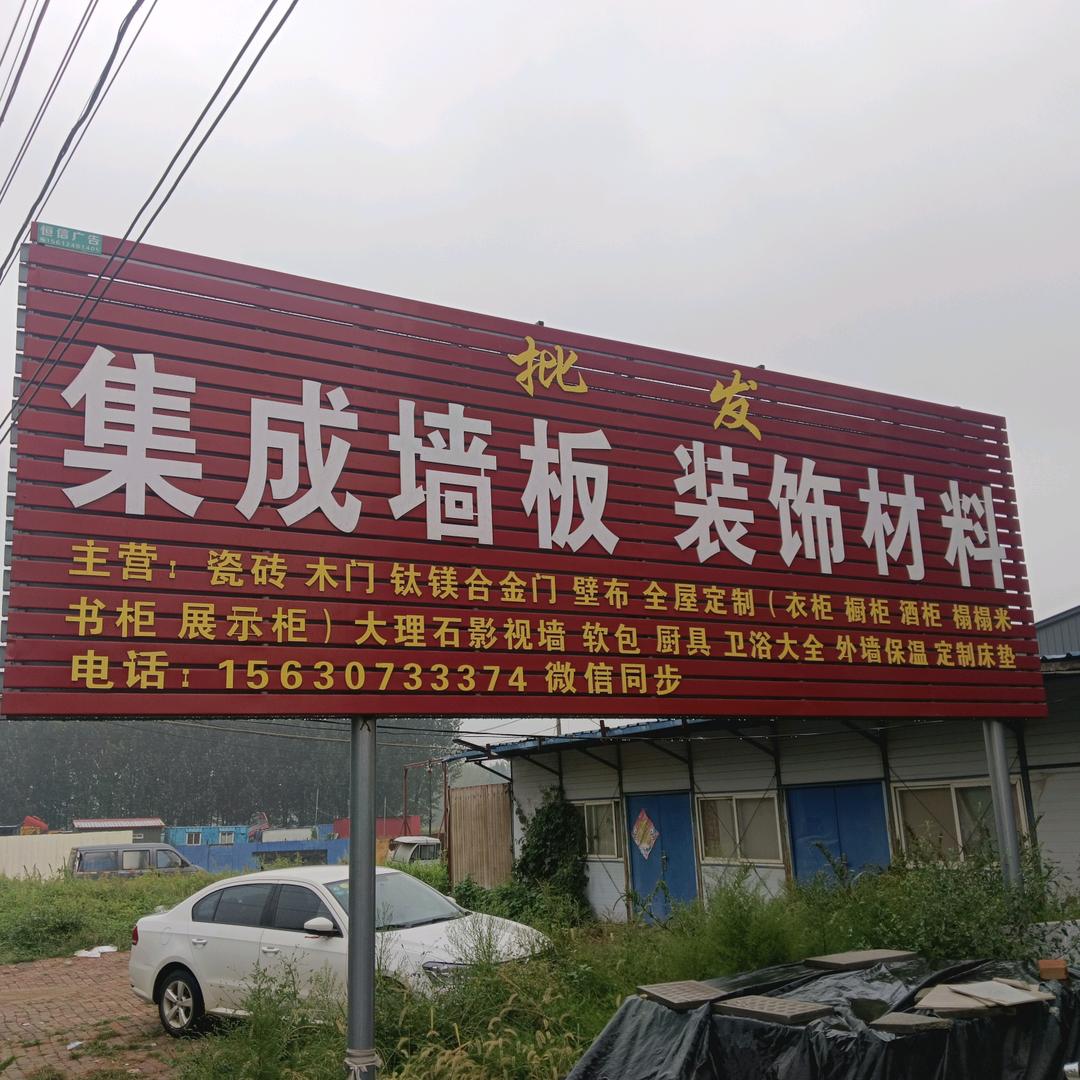 恒信广告
15612481405
批发
集成墙板 装饰材料
主营：瓷砖 木门 钛镁合金门 壁布 全屋定制（衣柜 橱柜 酒柜 榻榻米
书柜 展示柜）大理石影视墙 软包 厨具 卫浴大全 外墙保温 定制床垫
电话：15630733374 微信同步